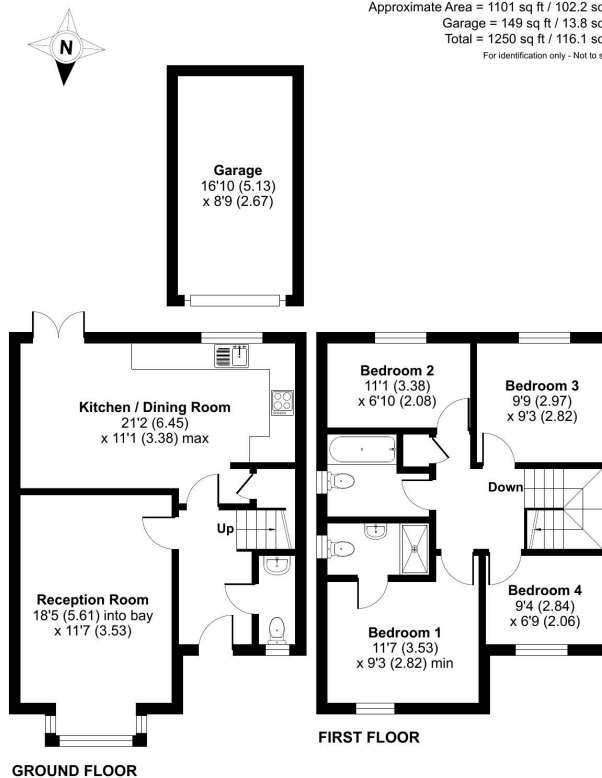 Approximate Area = 1101 sq ft / 102.2 sq
Garage = 149 sq ft / 13.8 sq
Total = 1250 sq ft / 116.1 sq
For identification only - Not to s
N
Garage
16'10 (5.13)
x 8'9 (2.67)
Kitchen / Dining Room
21'2 (6.45)
x 11'1 (3.38) max
Up
Reception Room
18'5 (5.61) into bay
x 11'7 (3.53)
GROUND FLOOR
Bedroom 2
11'1 (3.38)
x 6'10 (2.08)
Bedroom 3
9'9 (2.97)
x 9'3 (2.82)
Down
Bedroom 4
9'4 (2.84)
x 6'9 (2.06)
Bedroom 1
11'7 (3.53)
x 9'3 (2.82) min
FIRST FLOOR